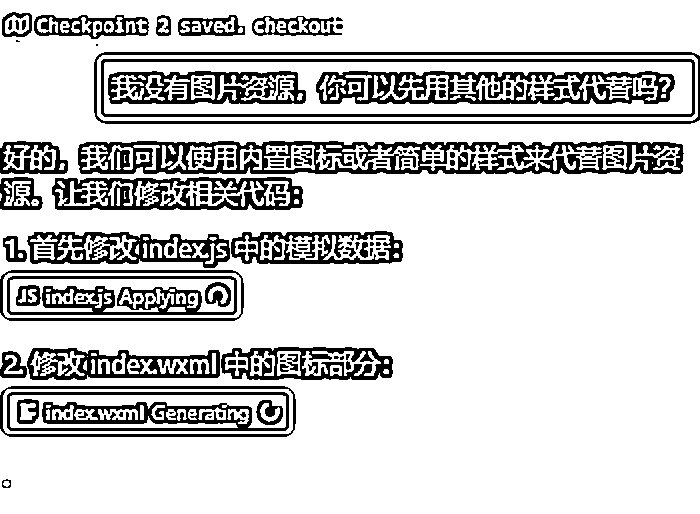 Checkpoint 2 saved. checkout
我没有图片资源，你可以先用其他的样式代替吗？
好的，我们可以使用内置图标或者简单的样式来代替图片资
源。让我们修改相关代码：
1. 首先修改 index.js 中的模拟数据：
JS index.js Applying
2. 修改 index.wxml 中的图标部分：
index.wxml Generating